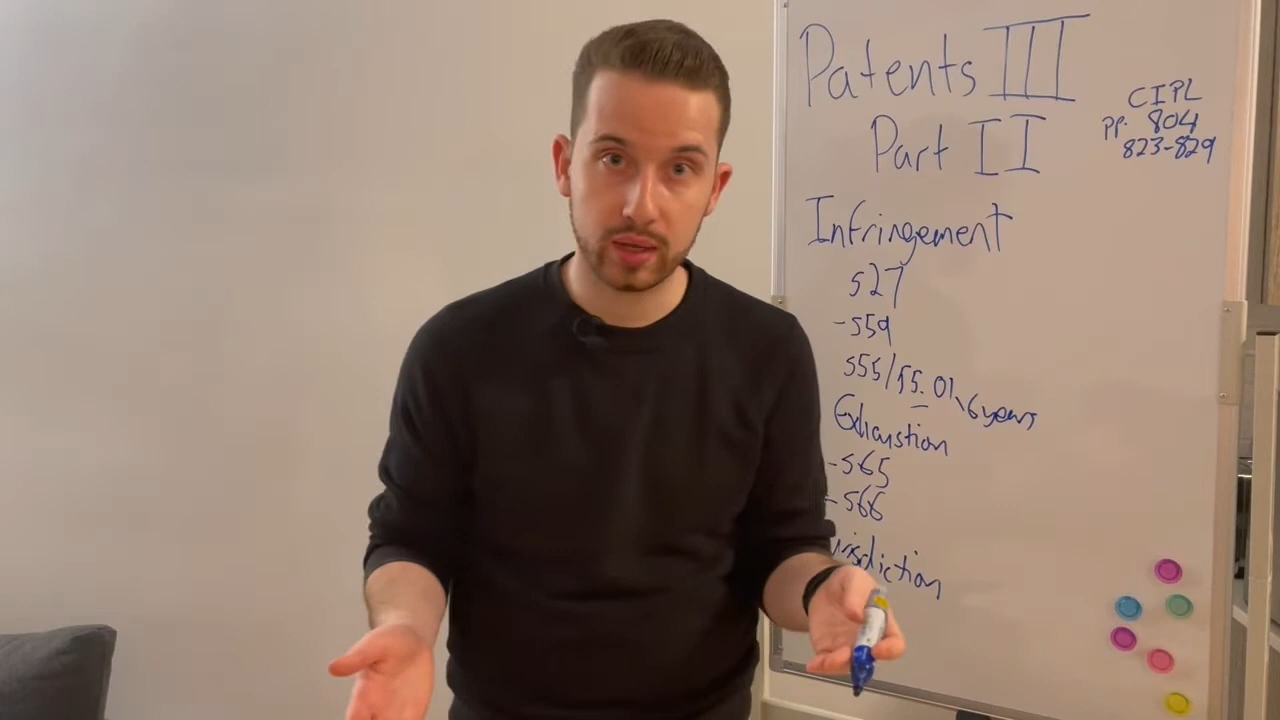 Patents III
Part II
CIPL
pp. 804
823-829
Infringement
s27
-s59
s55/55.01, 6 years
Exhaustion
-s65
-s66